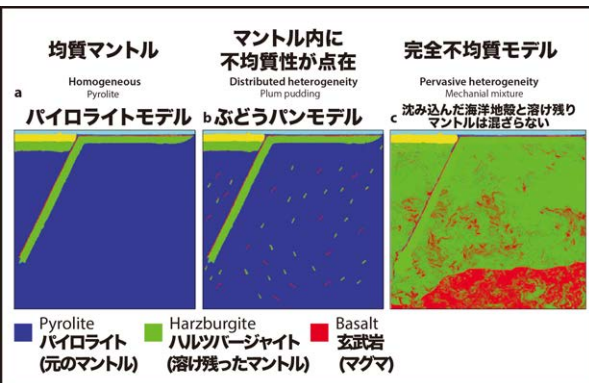 均質マントル
Homogeneous
Pyrolite
a
パイロライトモデル
マントル内に
不均質性が点在
Distributed heterogeneity
Plum pudding
b
ぶどうパンモデル
完全不均質モデル
Pervasive heterogeneity
Mechanial mixture
c
沈み込んだ海洋地殻と溶け残り
マントルは混ざらない
Pyrolite
パイロライト
(元のマントル)
Harzburgite
ハルツバージャイト
(溶け残ったマントル)
Basalt
玄武岩
(マグマ)